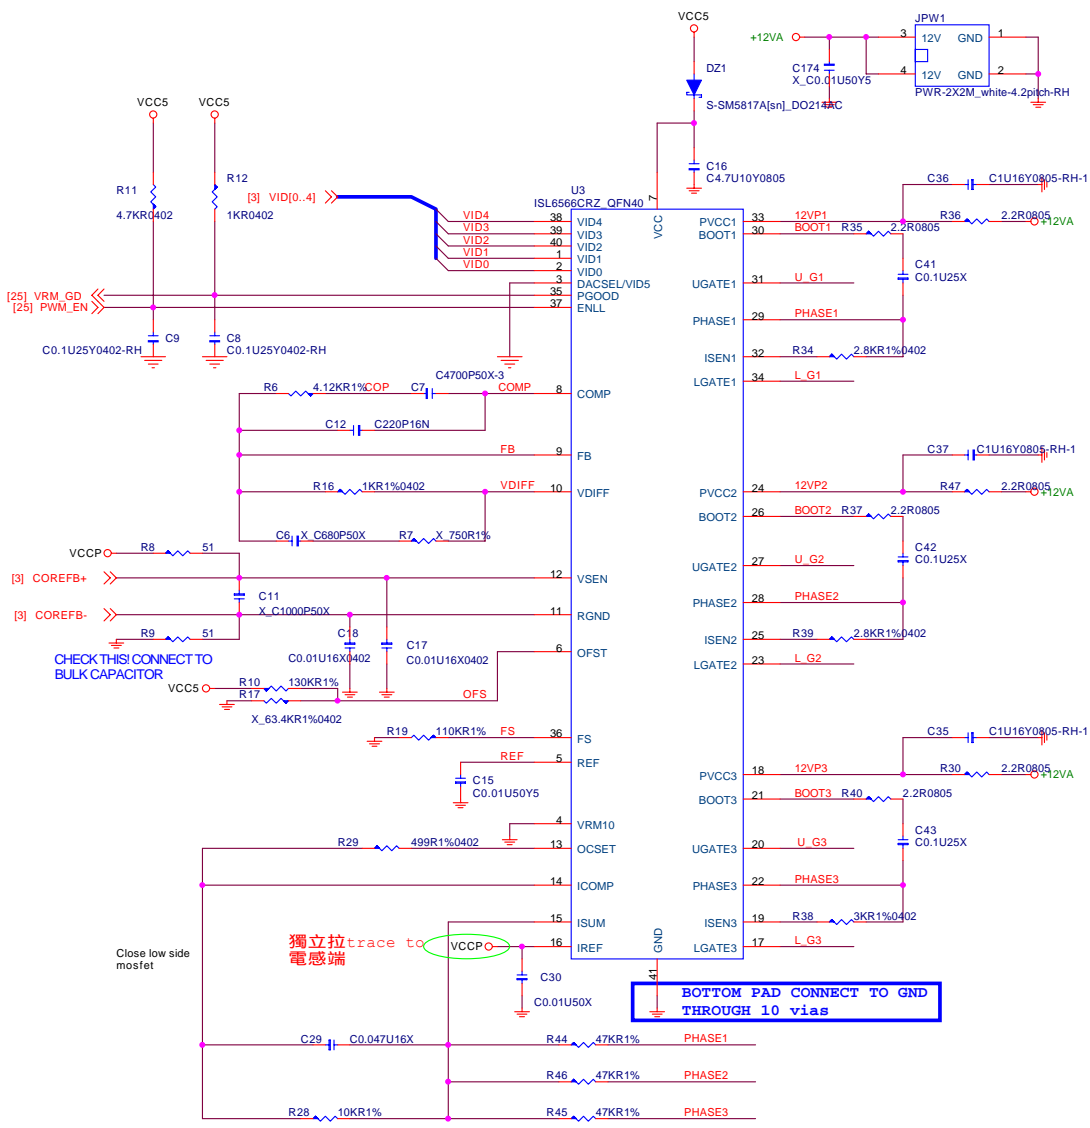 VCC5
JPW1
+12VA
3
12V
GND
1
4
12V
GND
2
C174
X_C0.01U50Y5
PWR-2X2M_white-4.2pitch-RH
DZ1
S-SM5817A[sn]_DO214AC
VCC5
VCC5
C16
C4.7U10Y0805
R11
4.7KR0402
R12
1KR0402
[3] VID[0..4]
U3
ISL6566CRZ_QFN40
7
VCC
VID4
38
VID4
VID3
39
VID3
VID2
40
VID2
VID1
1
VID1
VID0
2
VID0
3
DACSEL/VID5
[25] VRM_GD
35
PGOOD
[25] PWM_EN
37
ENLL
C9
C0.1U25Y0402-RH
C8
C0.1U25Y0402-RH
C36
C1U16Y0805-RH-1
PVCC1
33
12VP1
R36
2.2R0805
+12VA
BOOT1
30
BOOT1
R35
2.2R0805
C41
C0.1U25X
UGATE1
31
U_G1
PHASE1
29
PHASE1
ISEN1
32
R34
2.8KR1%0402
LGATE1
34
L_G1
R6
4.12KR1%
COP
C7
C4700P50X-3
COMP
8
COMP
C12
C220P16N
FB
9
FB
R16
1KR1%0402
VDIFF
10
VDIFF
C6
X_C680P50X
R7
X_750R1%
C37
C1U16Y0805-RH-1
PVCC2
24
12VP2
R47
2.2R0805
+12VA
BOOT2
26
BOOT2
R37
2.2R0805
C42
C0.1U25X
UGATE2
27
U_G2
PHASE2
28
PHASE2
ISEN2
25
R39
2.8KR1%0402
LGATE2
23
L_G2
VCCP
R8
51
[3] COREFB+
12
VSEN
C11
X_C1000P50X
[3] COREFB-
11
RGND
R9
51
C18
C0.01U16X0402
C17
C0.01U16X0402
6
OFST
CHECK THIS! CONNECT TO
BULK CAPACITOR
VCC5
R10
130KR1%
OFS
R17
X_63.4KR1%0402
R19
110KR1%
FS
36
FS
REF
5
REF
C15
C0.01U50Y5
C35
C1U16Y0805-RH-1
PVCC3
18
12VP3
R30
2.2R0805
+12VA
BOOT3
21
BOOT3
R40
2.2R0805
C43
C0.1U25X
UGATE3
20
U_G3
PHASE3
22
PHASE3
ISEN3
19
R38
3KR1%0402
LGATE3
17
L_G3
4
VRM10
R29
499R1%0402
13
OCSET
14
ICOMP
15
ISUM
16
IREF
GND
41
獨立拉trace to
電感端
VCCP
C30
C0.01U50X
Close low side
mosfet
BOTTOM PAD CONNECT TO GND
THROUGH 10 vias
C29
C0.047U16X
R44
47KR1%
PHASE1
R46
47KR1%
PHASE2
R28
10KR1%
R45
47KR1%
PHASE3